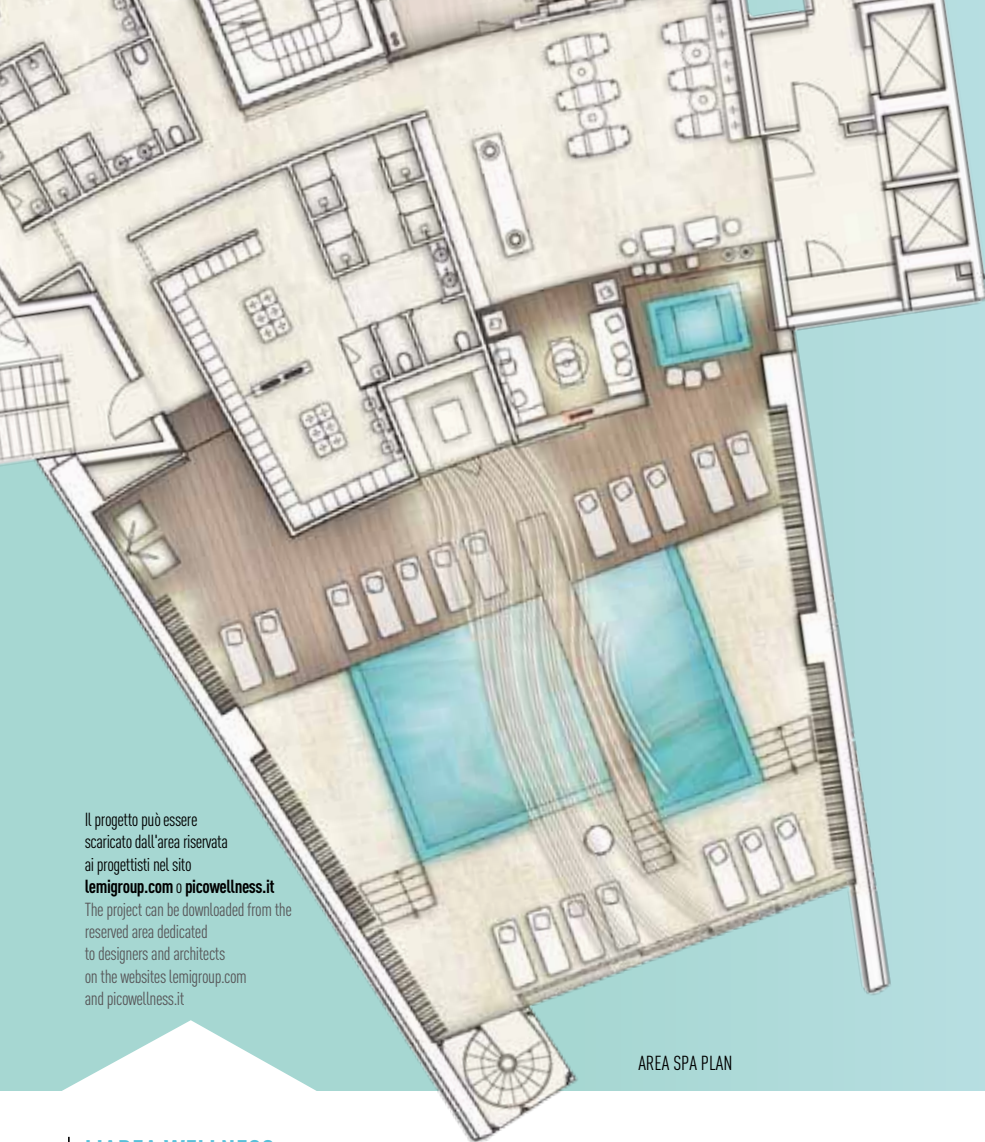 Il progetto può essere
scaricato dall'area riservata
ai progettisti nel sito
lemigroup.com o picowellness.it
The project can be downloaded from the
reserved area dedicated
to designers and architects
on the websites lemigroup.com
and picowellness.it
AREA SPA PLAN